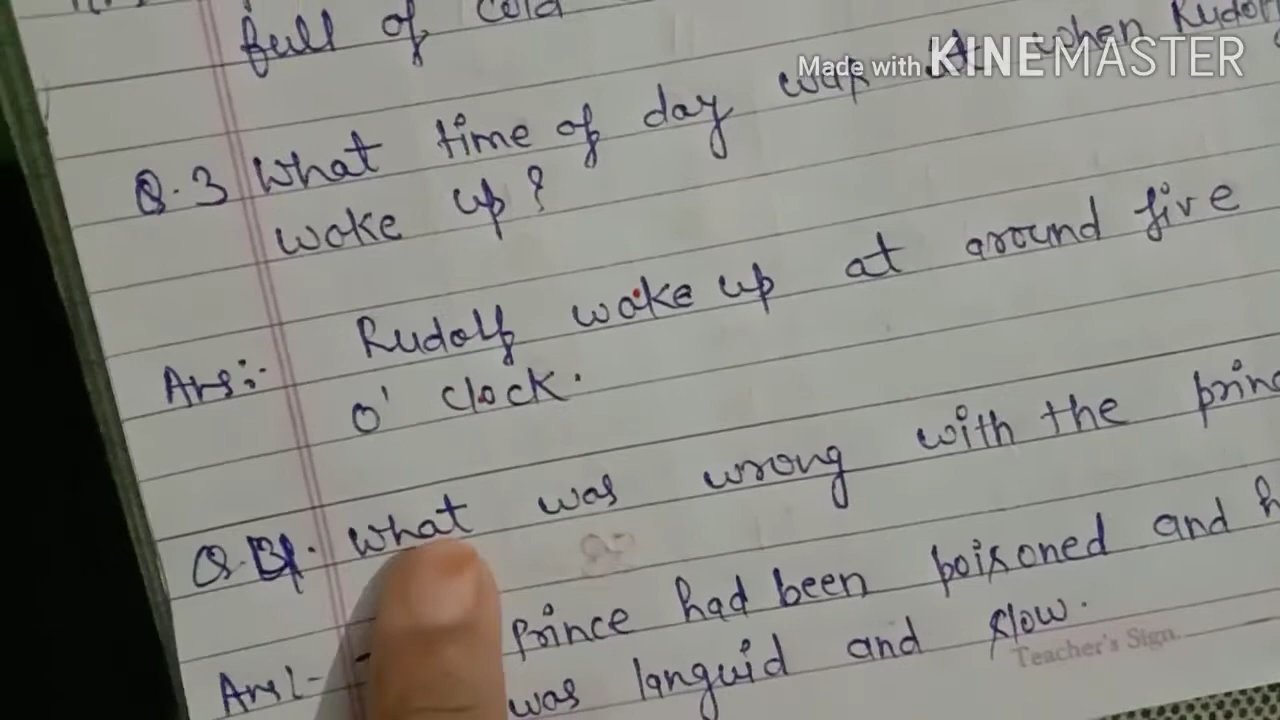 full of cold
Made with KINEMASTER
Q.3 What time of day was it when Rudolf
woke up?
Ans:- Rudolf woke up at around five
O' clock.
Q. 4. What was wrong with the prin
Ans:- prince had been poisoned and h
was languid and slow.
Teacher's Sign